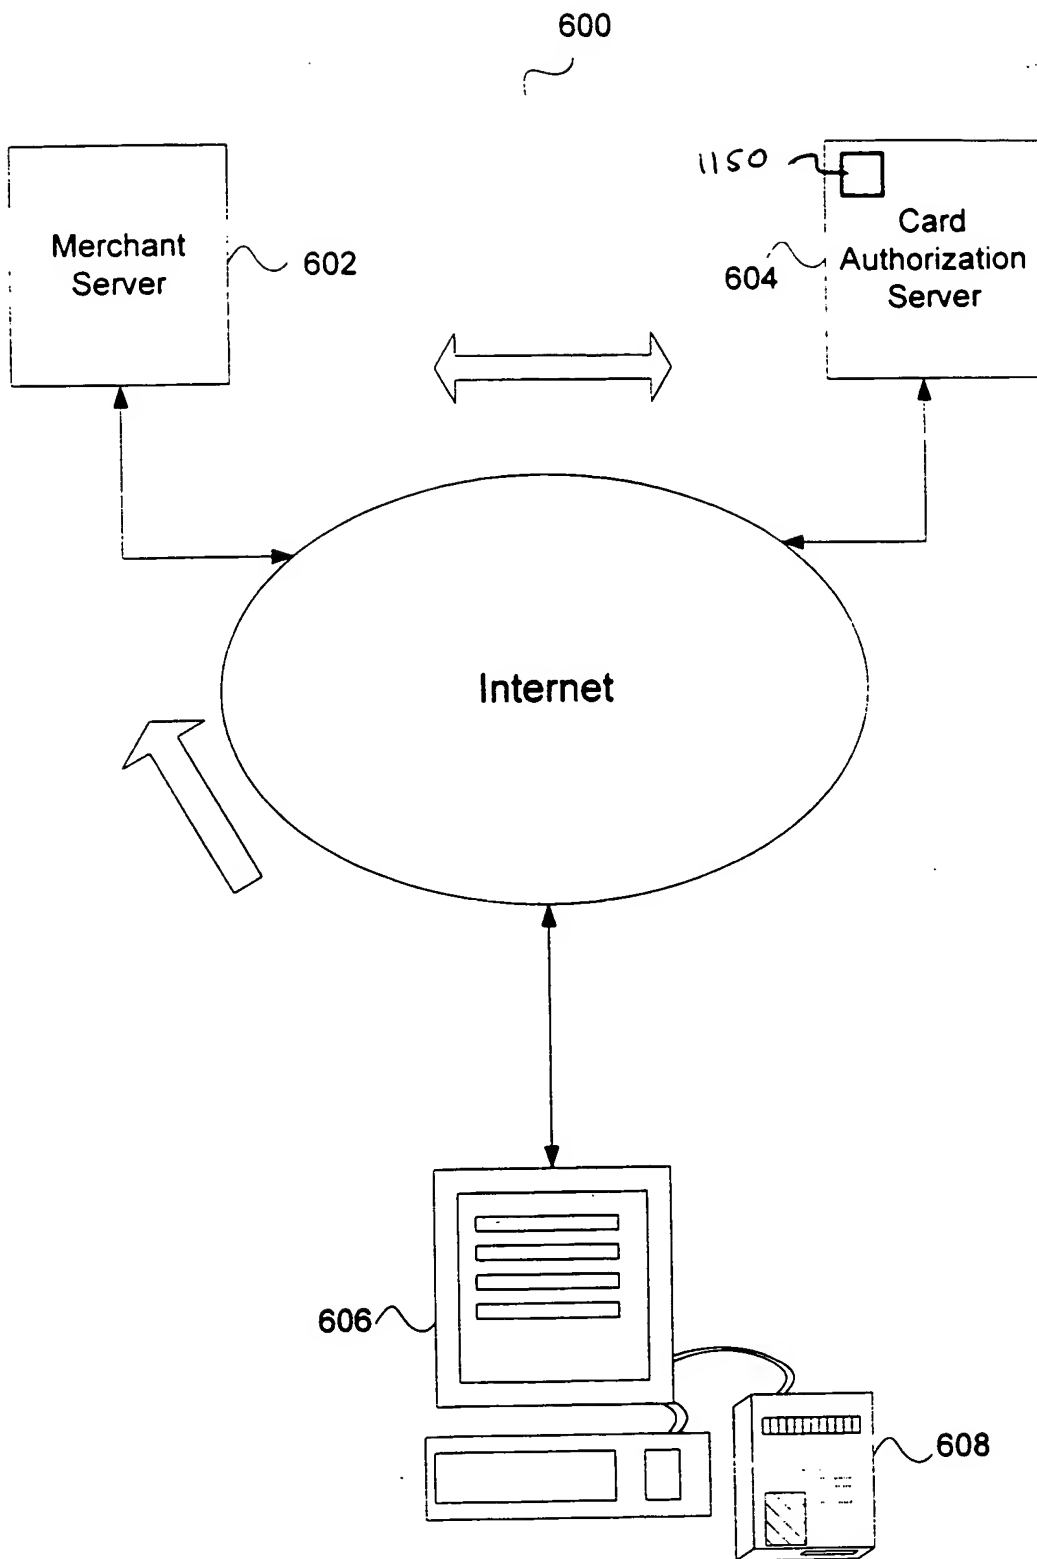 600
1150
Merchant
Server
602
604
Card
Authorization
Server
Internet
606
608